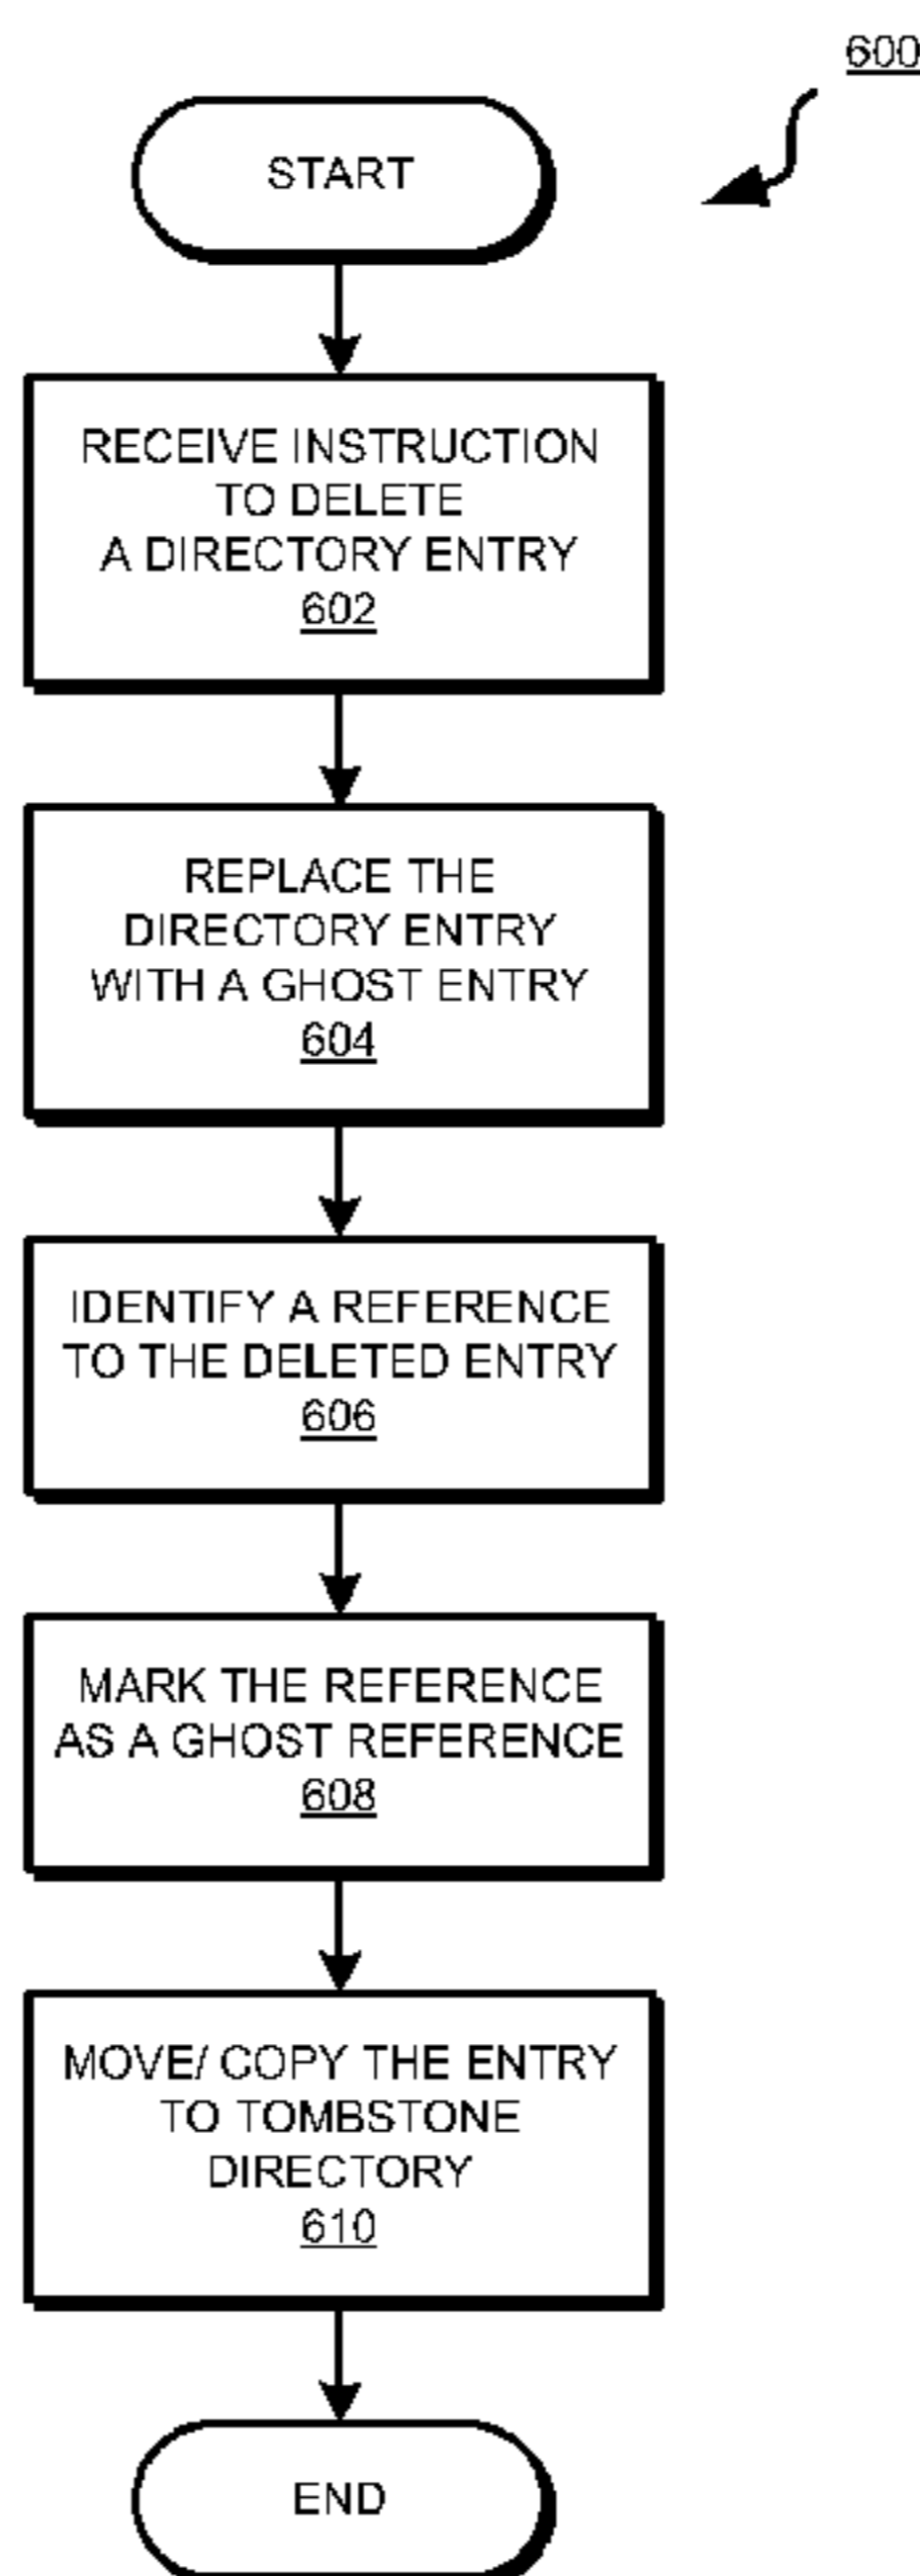 600
START
RECEIVE INSTRUCTION
TO DELETE
A DIRECTORY ENTRY
602
REPLACE THE
DIRECTORY ENTRY
WITH A GHOST ENTRY
604
IDENTIFY A REFERENCE
TO THE DELETED ENTRY
606
MARK THE REFERENCE
AS A GHOST REFERENCE
608
MOVE/ COPY THE ENTRY
TO TOMBSTONE
DIRECTORY
610
END